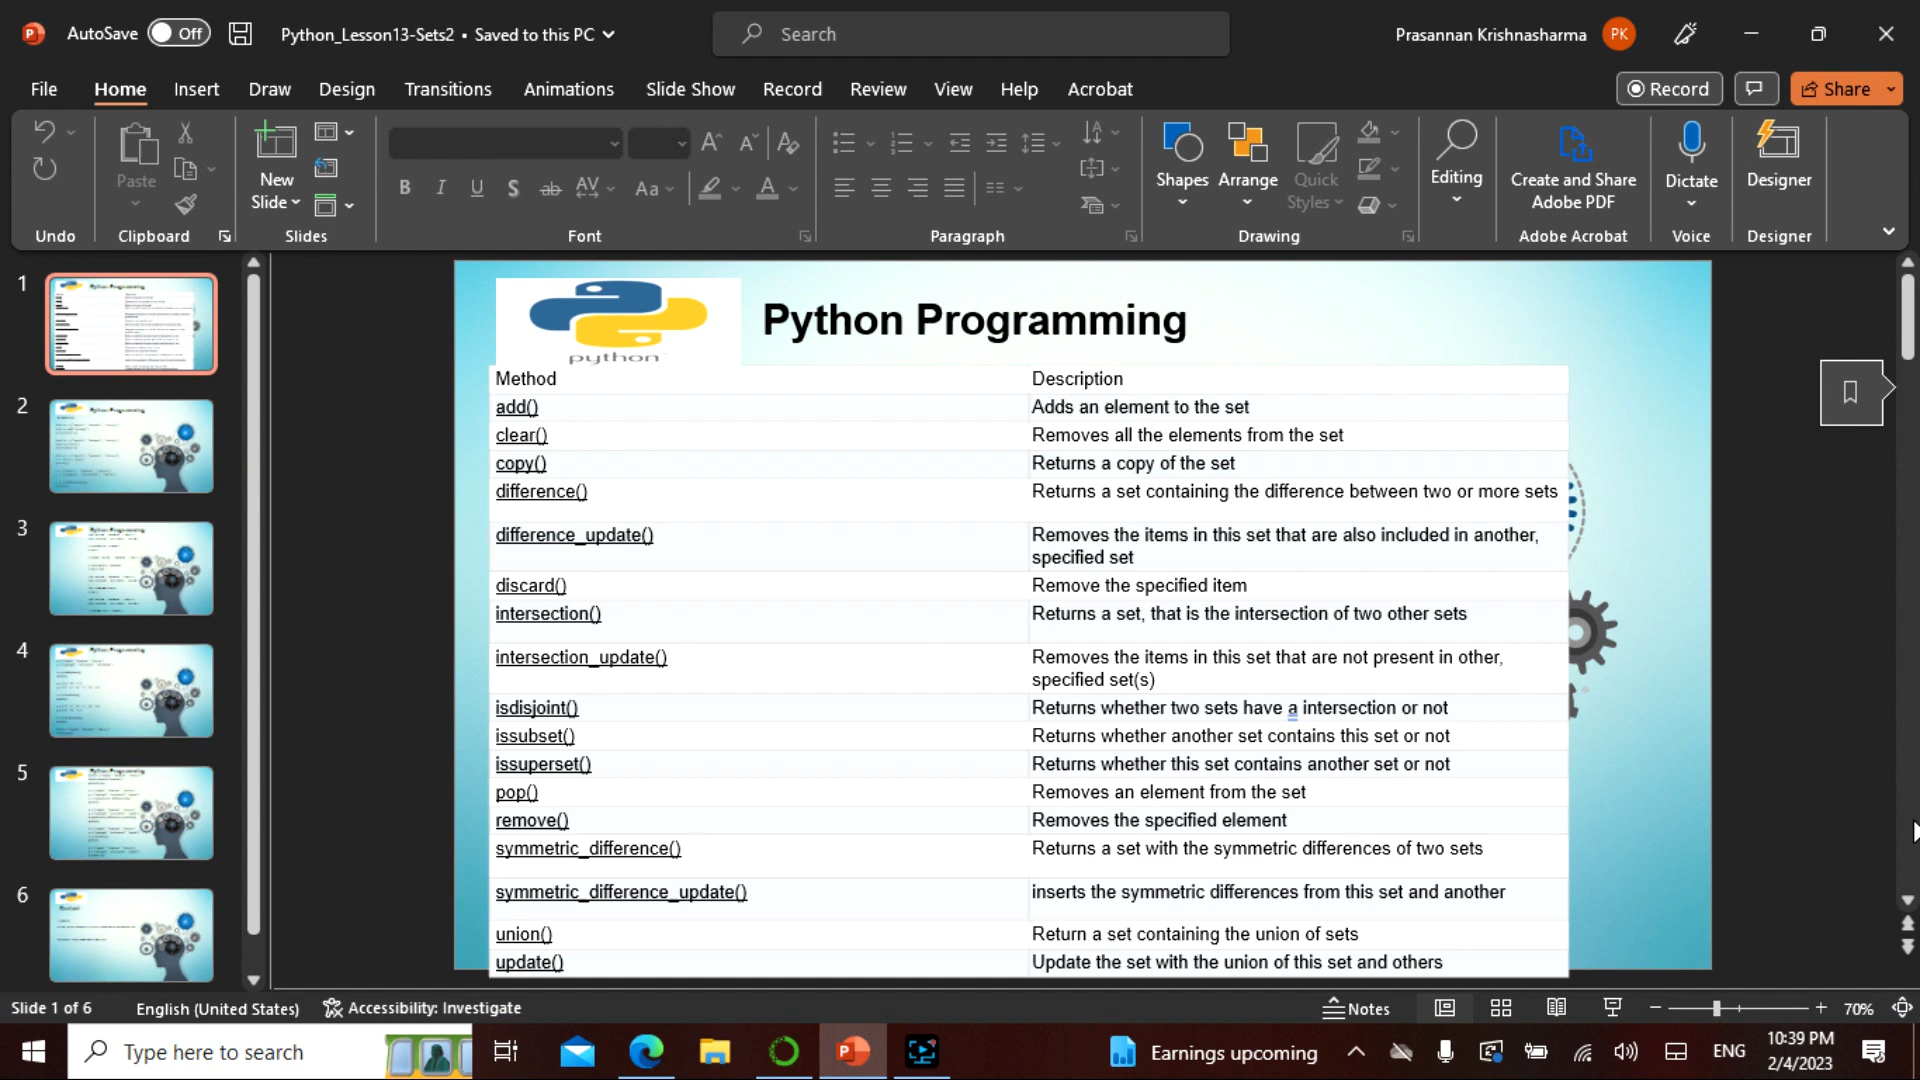 AutoSave Off Python_Lesson13-Sets2 • Saved to this PC Search Prasannan Krishnasharma PK
File Home Insert Draw Design Transitions Animations Slide Show Record Review View Help Acrobat Record Share
Paste New Slide Shapes Arrange Quick Styles Editing Create and Share Adobe PDF Dictate Designer
Undo Clipboard Slides Font Paragraph Drawing Adobe Acrobat Voice Designer
1
2
3
4
5
6
python
Python Programming
Method Description
add() Adds an element to the set
clear() Removes all the elements from the set
copy() Returns a copy of the set
difference() Returns a set containing the difference between two or more sets
difference_update() Removes the items in this set that are also included in another,
specified set
discard() Remove the specified item
intersection() Returns a set, that is the intersection of two other sets
intersection_update() Removes the items in this set that are not present in other,
specified set(s)
isdisjoint() Returns whether two sets have a intersection or not
issubset() Returns whether another set contains this set or not
issuperset() Returns whether this set contains another set or not
pop() Removes an element from the set
remove() Removes the specified element
symmetric_difference() Returns a set with the symmetric differences of two sets
symmetric_difference_update() inserts the symmetric differences from this set and another
union() Return a set containing the union of sets
update() Update the set with the union of this set and others
Slide 1 of 6 English (United States) Accessibility: Investigate Notes 70%
Type here to search Earnings upcoming ENG 10:39 PM
2/4/2023